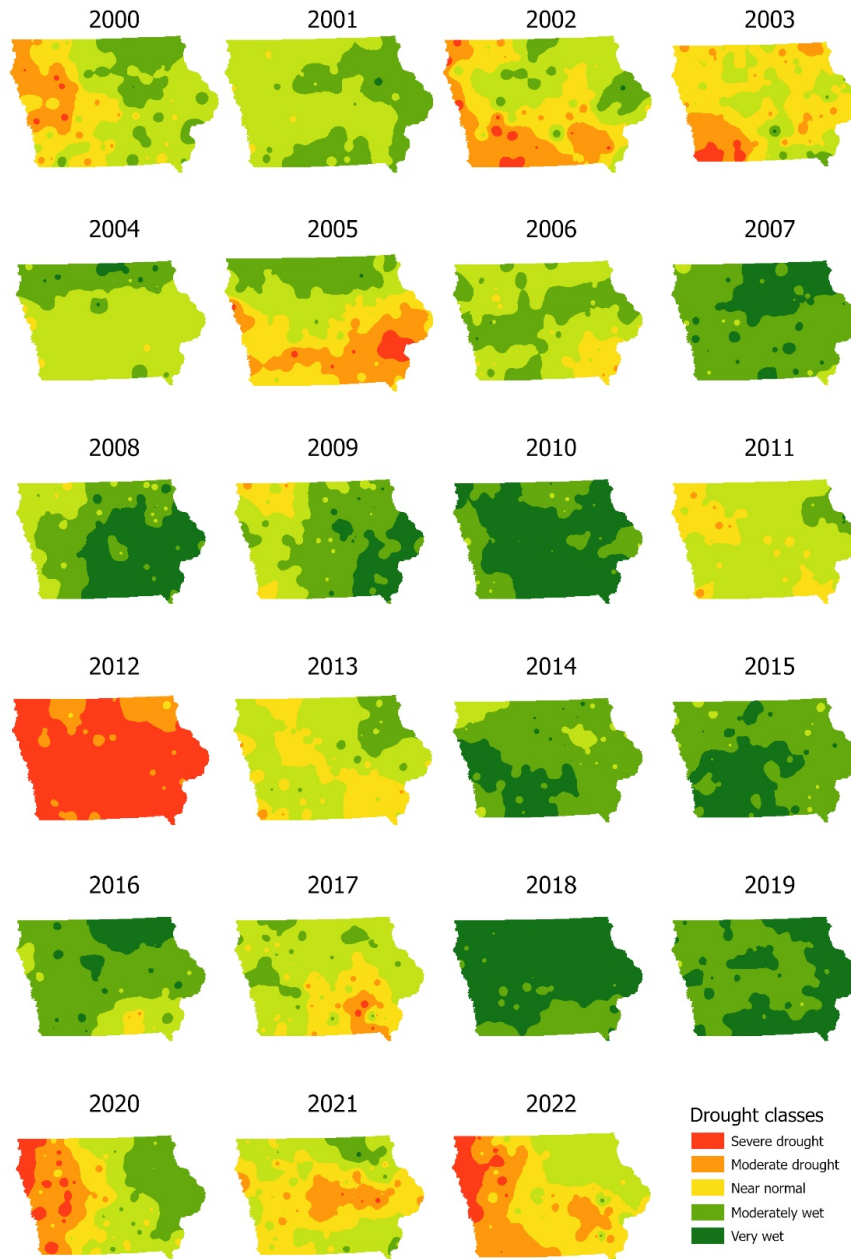 2000 2001 2002 2003
2004 2005 2006 2007
2008 2009 2010 2011
2012 2013 2014 2015
2016 2017 2018 2019
2020 2021 2022
Drought classes
Severe drought
Moderate drought
Near normal
Moderately wet
Very wet